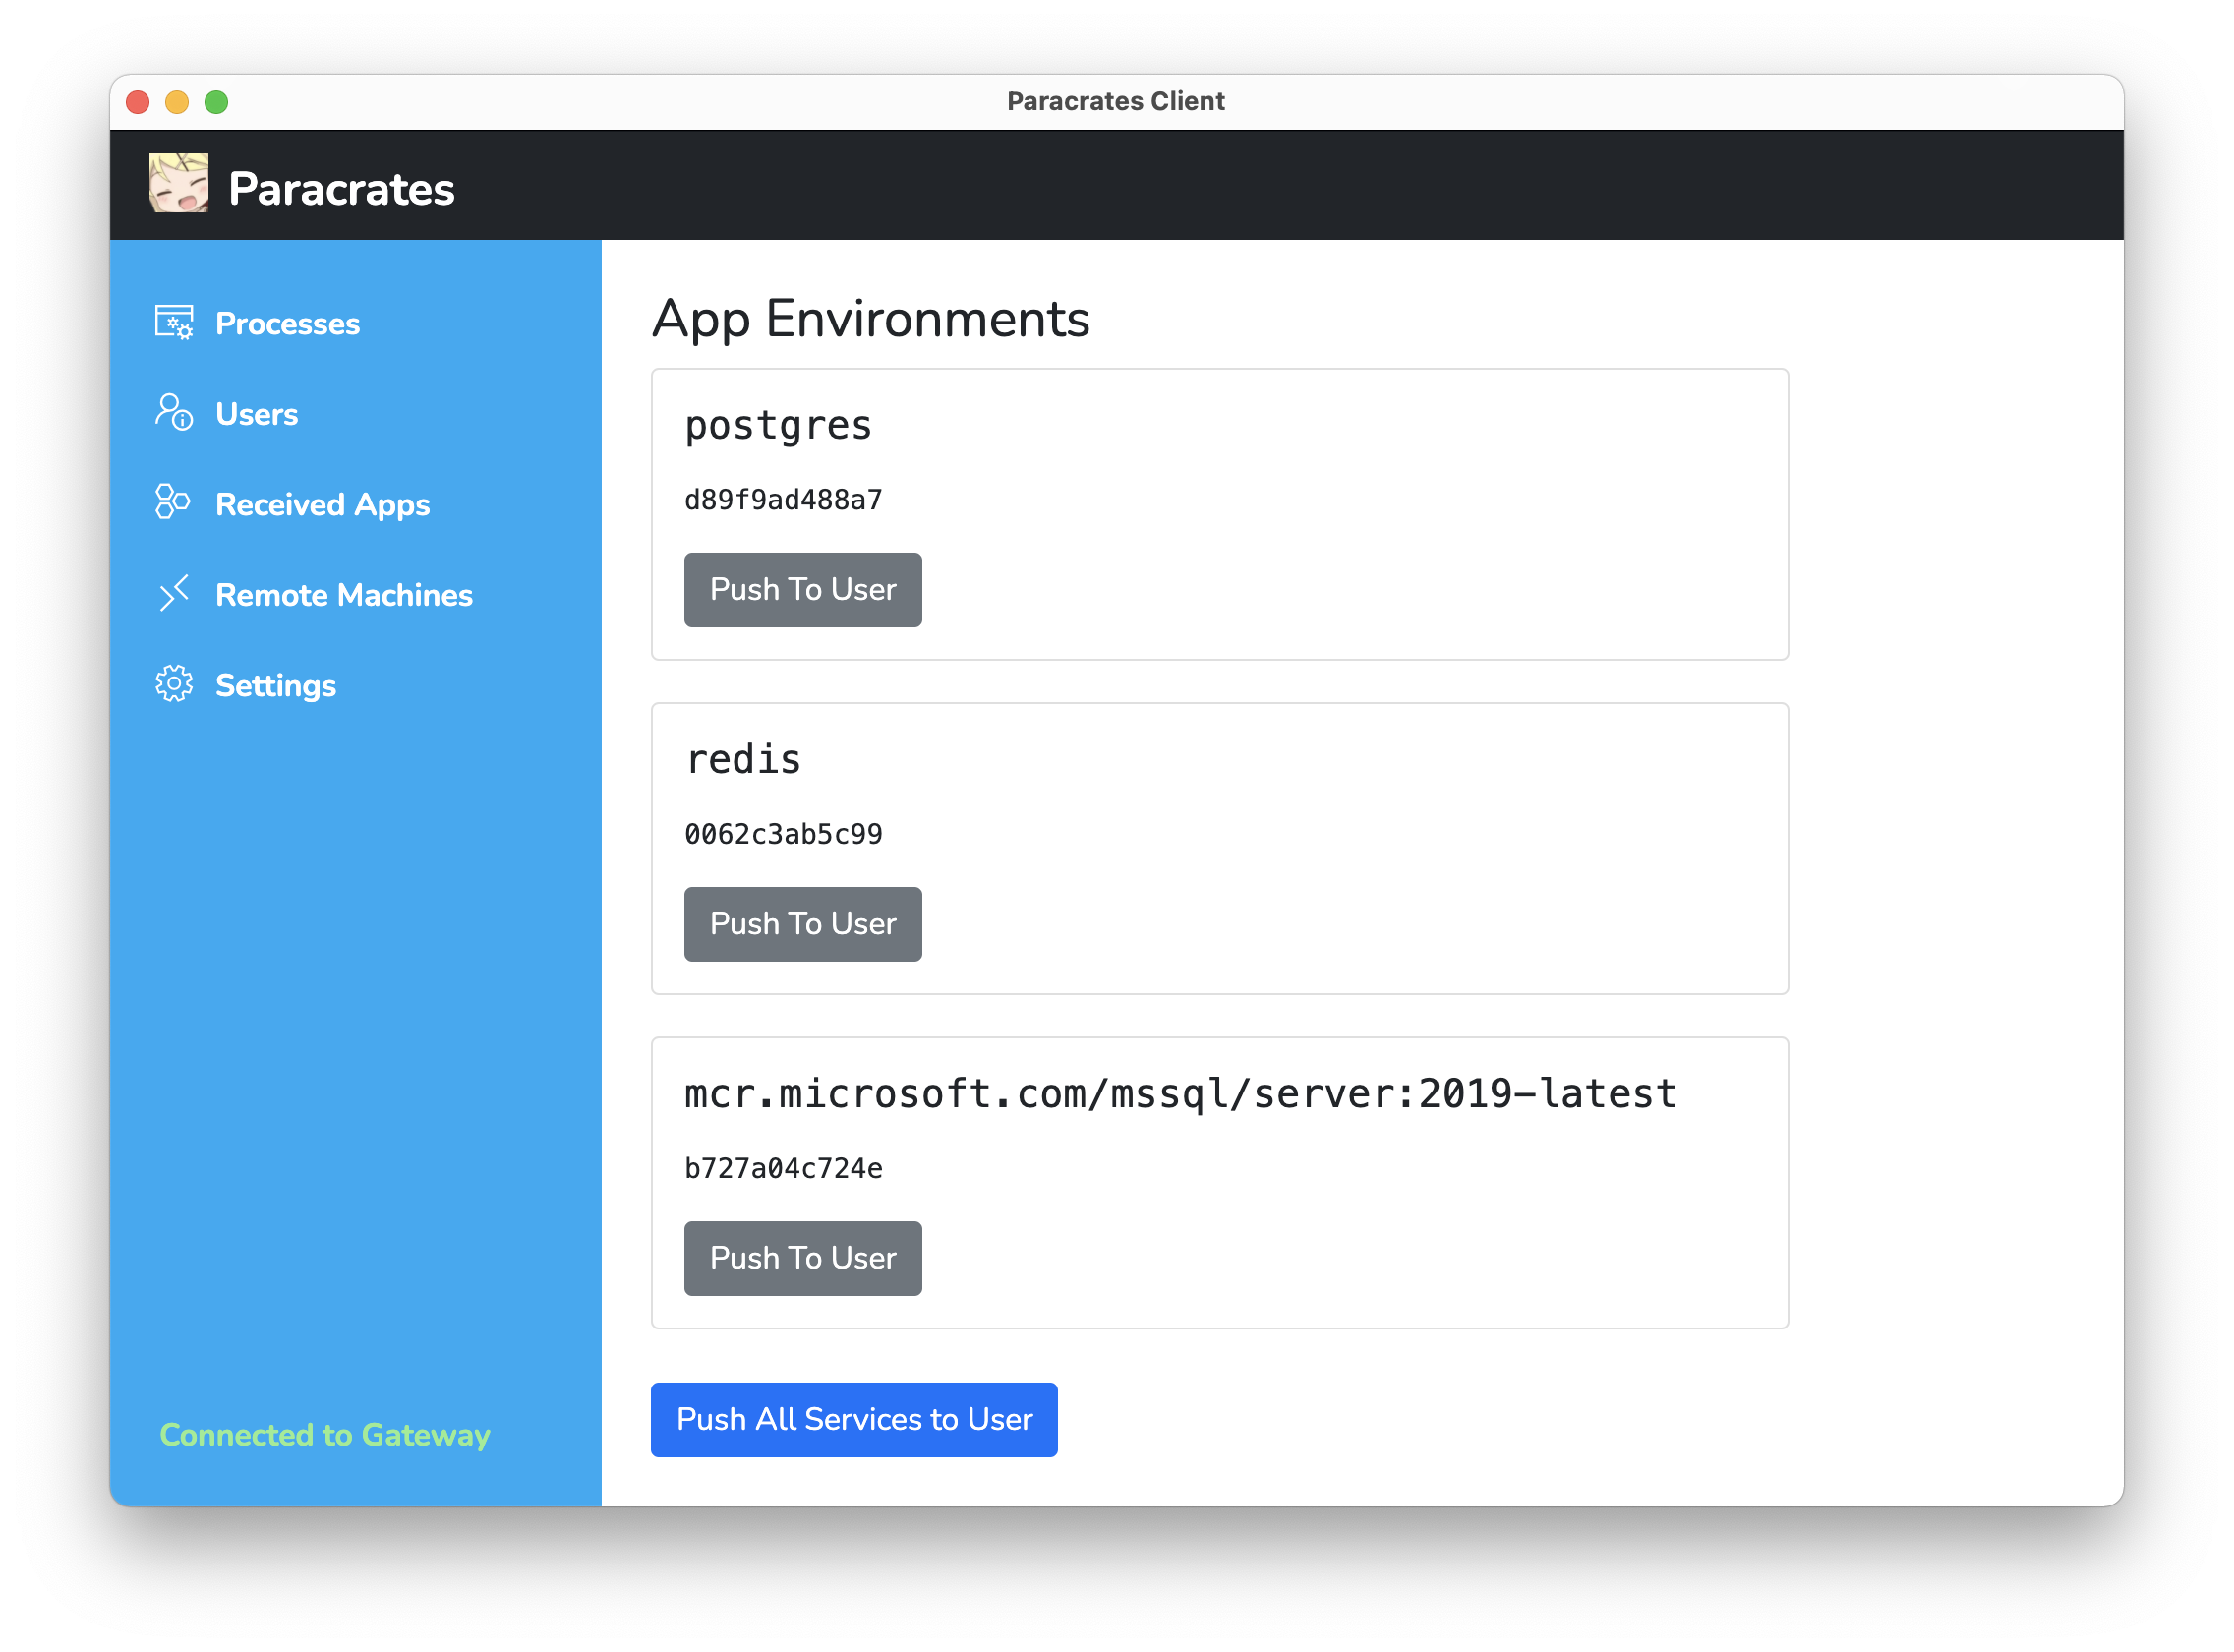 Paracrates Client
Paracrates
Processes
Users
Received Apps
Remote Machines
Settings
Connected to Gateway
App Environments
postgres
d89f9ad488a7
Push To User
redis
0062c3ab5c99
Push To User
mcr.microsoft.com/mssql/server:2019-latest
b727a04c724e
Push To User
Push All Services to User